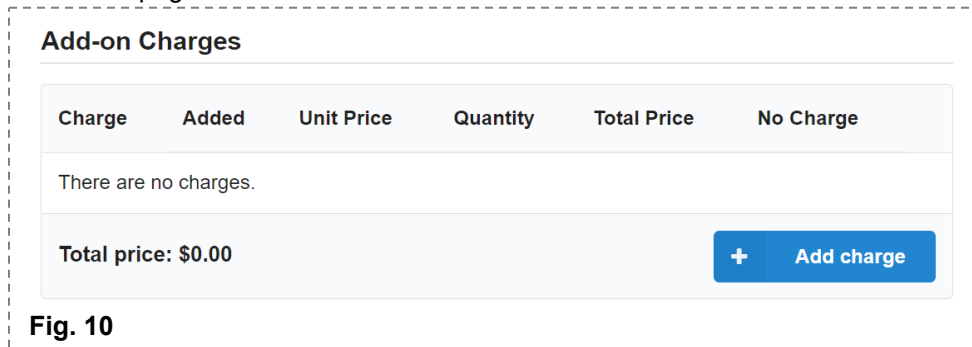 Add-on Charges
Charge Added Unit Price Quantity Total Price No Charge
There are no charges.
Total price: $0.00
+ Add charge
Fig. 10